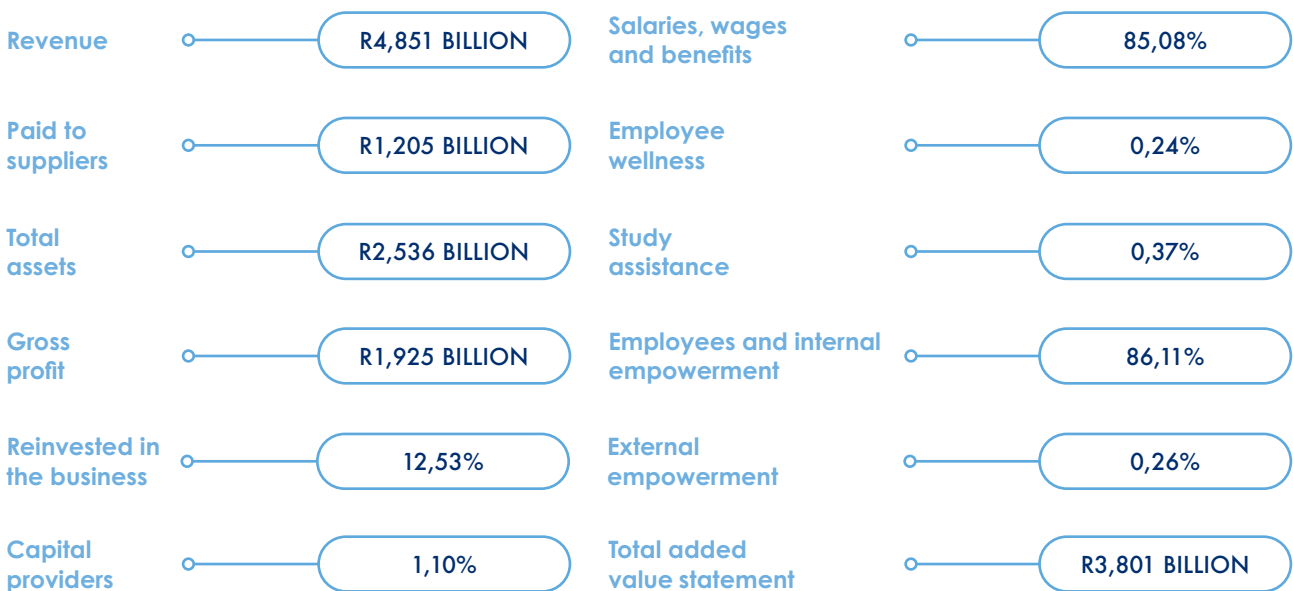 Revenue
R4,851 BILLION
Paid to
suppliers
R1,205 BILLION
Total
assets
R2,536 BILLION
Gross
profit
R1,925 BILLION
Reinvested in
the business
12,53%
Capital
providers
1,10%
Salaries, wages
and benefits
85,08%
Employee
wellness
0,24%
Study
assistance
0,37%
Employees and internal
empowerment
86,11%
External
empowerment
0,26%
Total added
value statement
R3,801 BILLION